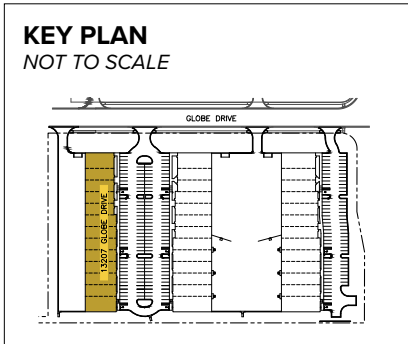 KEY PLAN
NOT TO SCALE
GLOBE DRIVE
13207 GLOBE DRIVE